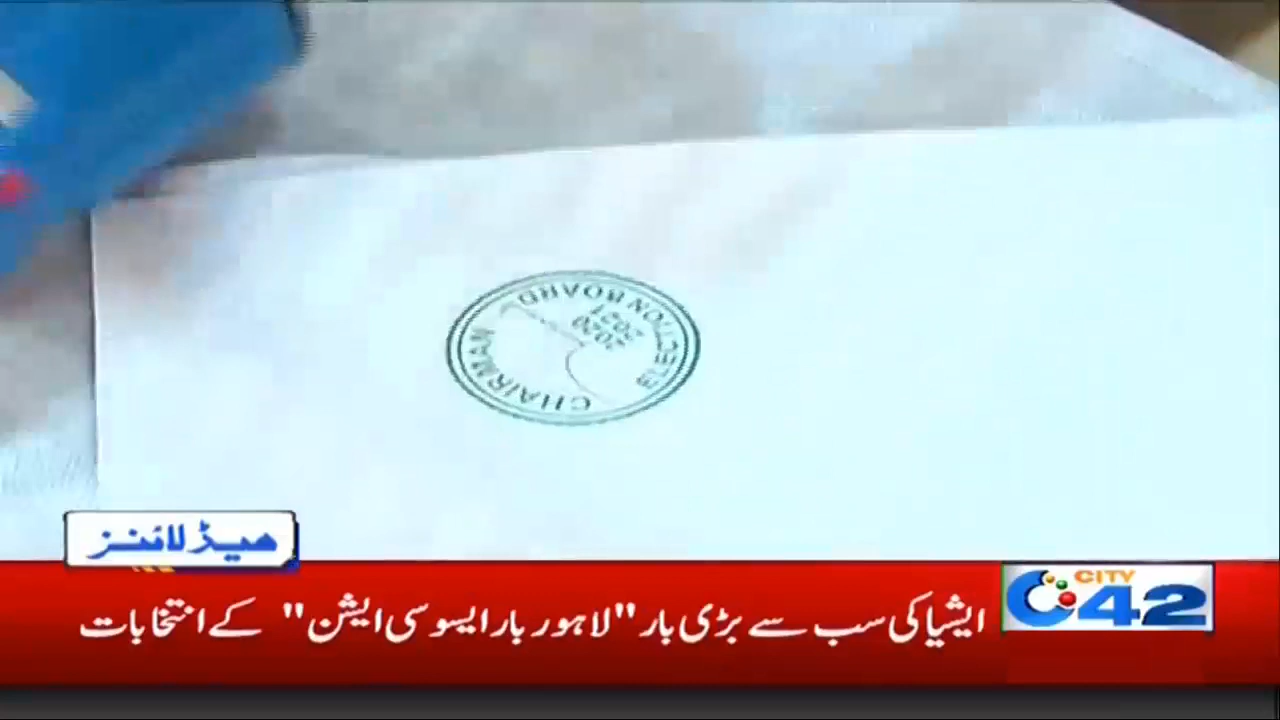 CHAIRMAN ELECTION BOARD
2020
2021
ھیڈلائنز
CITY
42
ایشیا کی سب سے بڑی بار "لاہور بار ایسوسی ایشن" کے انتخابات